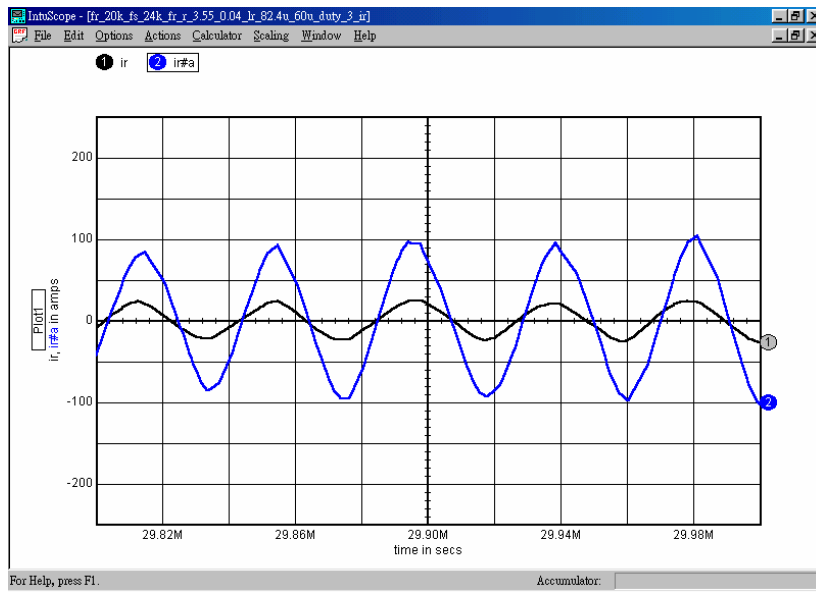 IntuScope - [fr_20k_fs_24k_fr_r_3.55_0.04_lr_82.4u_60u_duty_3_ir]
GRF File Edit Options Actions Calculator Scaling Window Help
1 ir 2 ir#a
200
100
0
-100
-200
Plot1
ir, ir#a in amps
1
2
29.82M 29.86M 29.90M 29.94M 29.98M
time in secs
For Help, press F1. Accumulator: